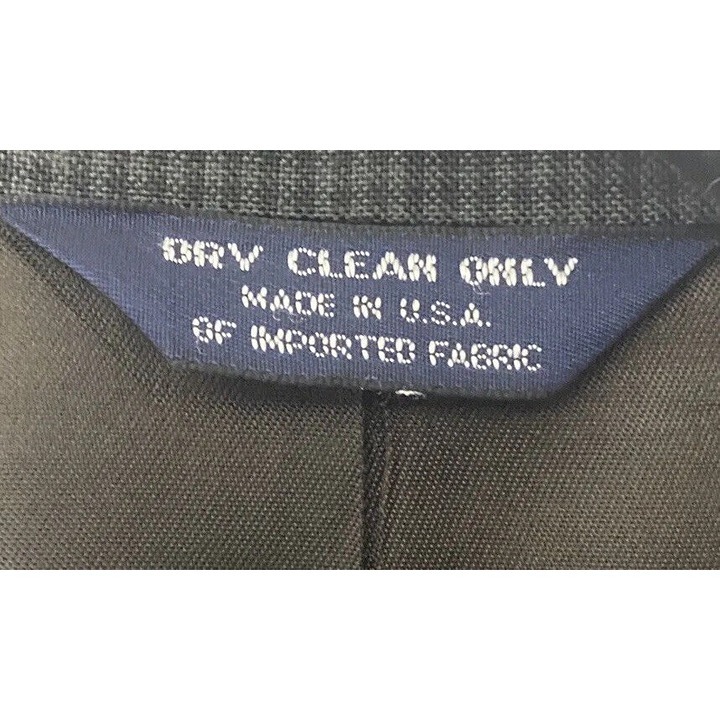 DRY CLEAN ONLY
MADE IN U.S.A.
OF IMPORTED FABRIC